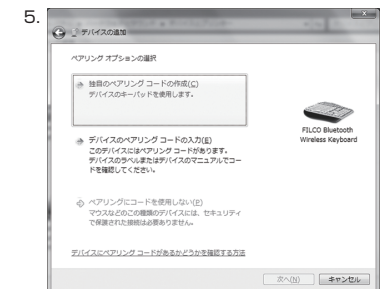 5.
デバイスの追加
ペアリング オプションの選択
独自のペアリング コードの作成(C)
デバイスのキーパッドを使用します。
FILCO Bluetooth
Wireless Keyboard
デバイスのペアリング コードの入力(E)
このデバイスにはペアリング コードがあります。
デバイスのラベルまたはデバイスのマニュアルでコー
ドを確認してください。
ペアリングにコードを使用しない(P)
マウスなどのこの種類のデバイスには、セキュリティ
で保護された接続は必要ありません。
デバイスにペアリング コードがあるかどうかを確認する方法
次へ(N)
キャンセル